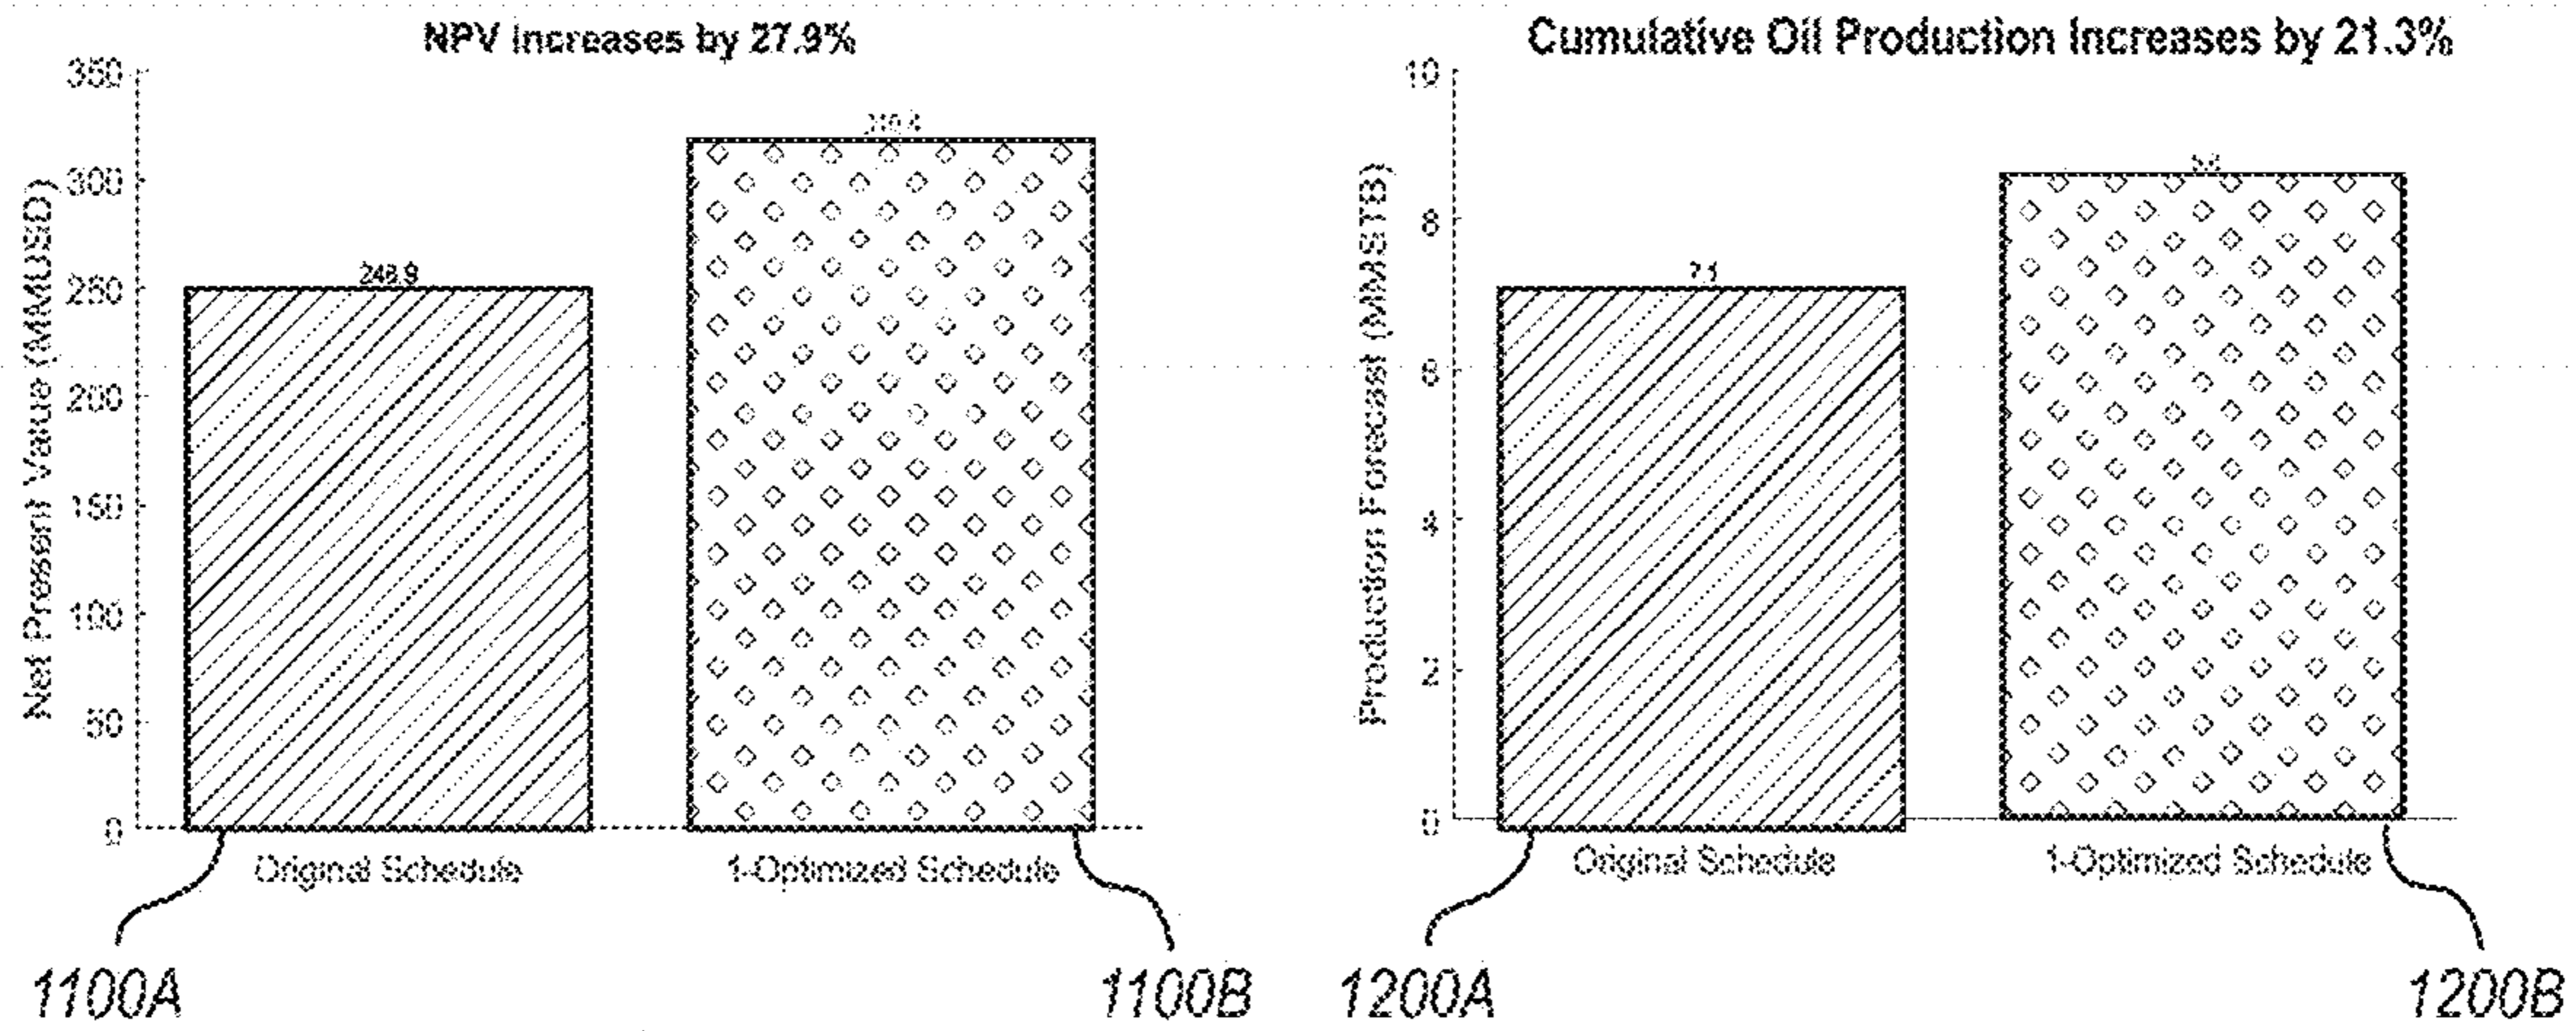 NPV increases by 27.9%
350
300
250
200
150
100
50
0
Net Present Value (MMUSD)
248.9
Original Schedule
1-Optimized Schedule
1100A
1100B
Cumulative Oil Production Increases by 21.3%
10
8
6
4
2
0
Production Forecast (MMSTB)
7.1
Original Schedule
1-Optimized Schedule
1200A
1200B